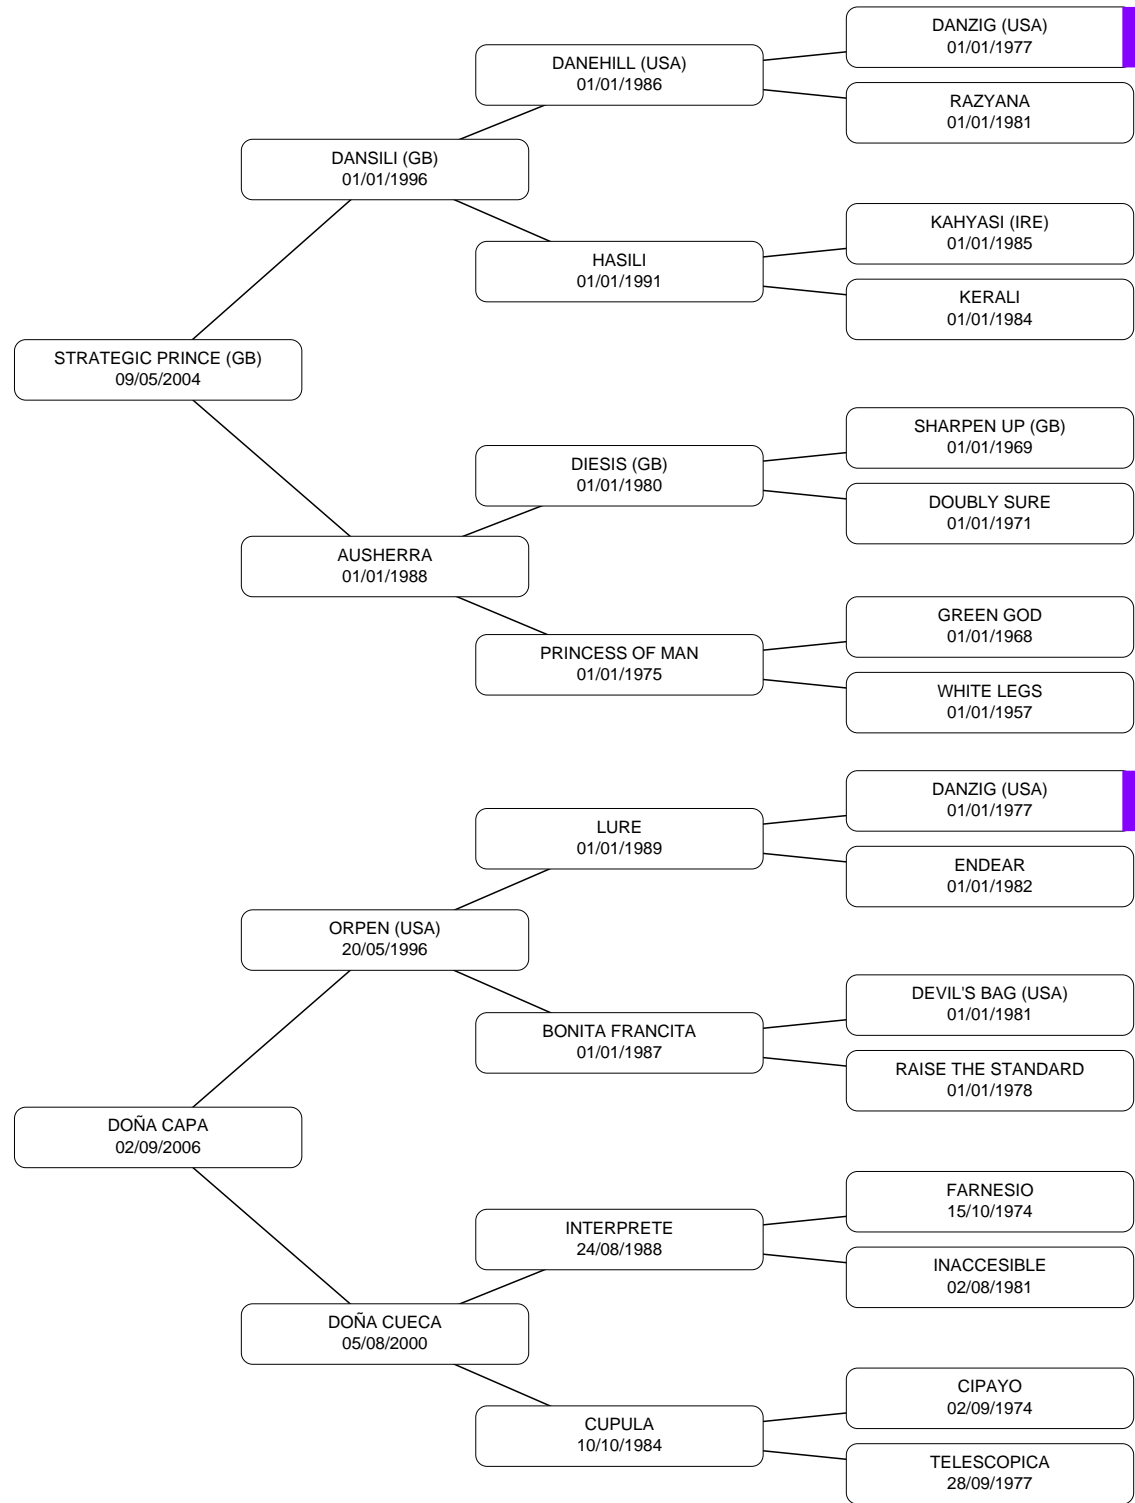 DANZIG (USA)
01/01/1977
DANEHILL (USA)
01/01/1986
RAZYANA
01/01/1981
DANSILI (GB)
01/01/1996
KAHYASI (IRE)
01/01/1985
HASILI
01/01/1991
KERALI
01/01/1984
STRATEGIC PRINCE (GB)
09/05/2004
SHARPEN UP (GB)
01/01/1969
DIESIS (GB)
01/01/1980
DOUBLY SURE
01/01/1971
AUSHERRA
01/01/1988
GREEN GOD
01/01/1968
PRINCESS OF MAN
01/01/1975
WHITE LEGS
01/01/1957
DANZIG (USA)
01/01/1977
LURE
01/01/1989
ENDEAR
01/01/1982
ORPEN (USA)
20/05/1996
DEVIL'S BAG (USA)
01/01/1981
BONITA FRANCITA
01/01/1987
RAISE THE STANDARD
01/01/1978
DOÑA CAPA
02/09/2006
FARNESIO
15/10/1974
INTERPRETE
24/08/1988
INACCESIBLE
02/08/1981
DOÑA CUECA
05/08/2000
CIPAYO
02/09/1974
CUPULA
10/10/1984
TELESCOPICA
28/09/1977